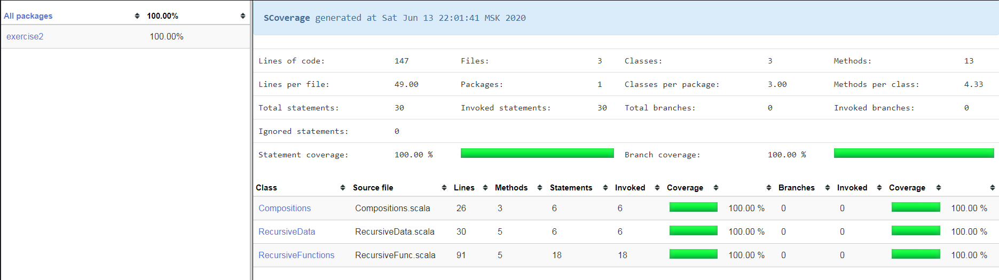 All packages 100.00%
exercise2 100.00%
SCoverage generated at Sat Jun 13 22:01:41 MSK 2020
Lines of code: 147 Files: 3 Classes: 3 Methods: 13
Lines per file: 49.00 Packages: 1 Classes per package: 3.00 Methods per class: 4.33
Total statements: 30 Invoked statements: 30 Total branches: 0 Invoked branches: 0
Ignored statements: 0
Statement coverage: 100.00 % Branch coverage: 100.00 %
Class Source file Lines Methods Statements Invoked Coverage Branches Invoked Coverage
Compositions Compositions.scala 26 3 6 6 100.00 % 0 0 100.00 %
RecursiveData RecursiveData.scala 30 5 6 6 100.00 % 0 0 100.00 %
RecursiveFunctions RecursiveFunc.scala 91 5 18 18 100.00 % 0 0 100.00 %